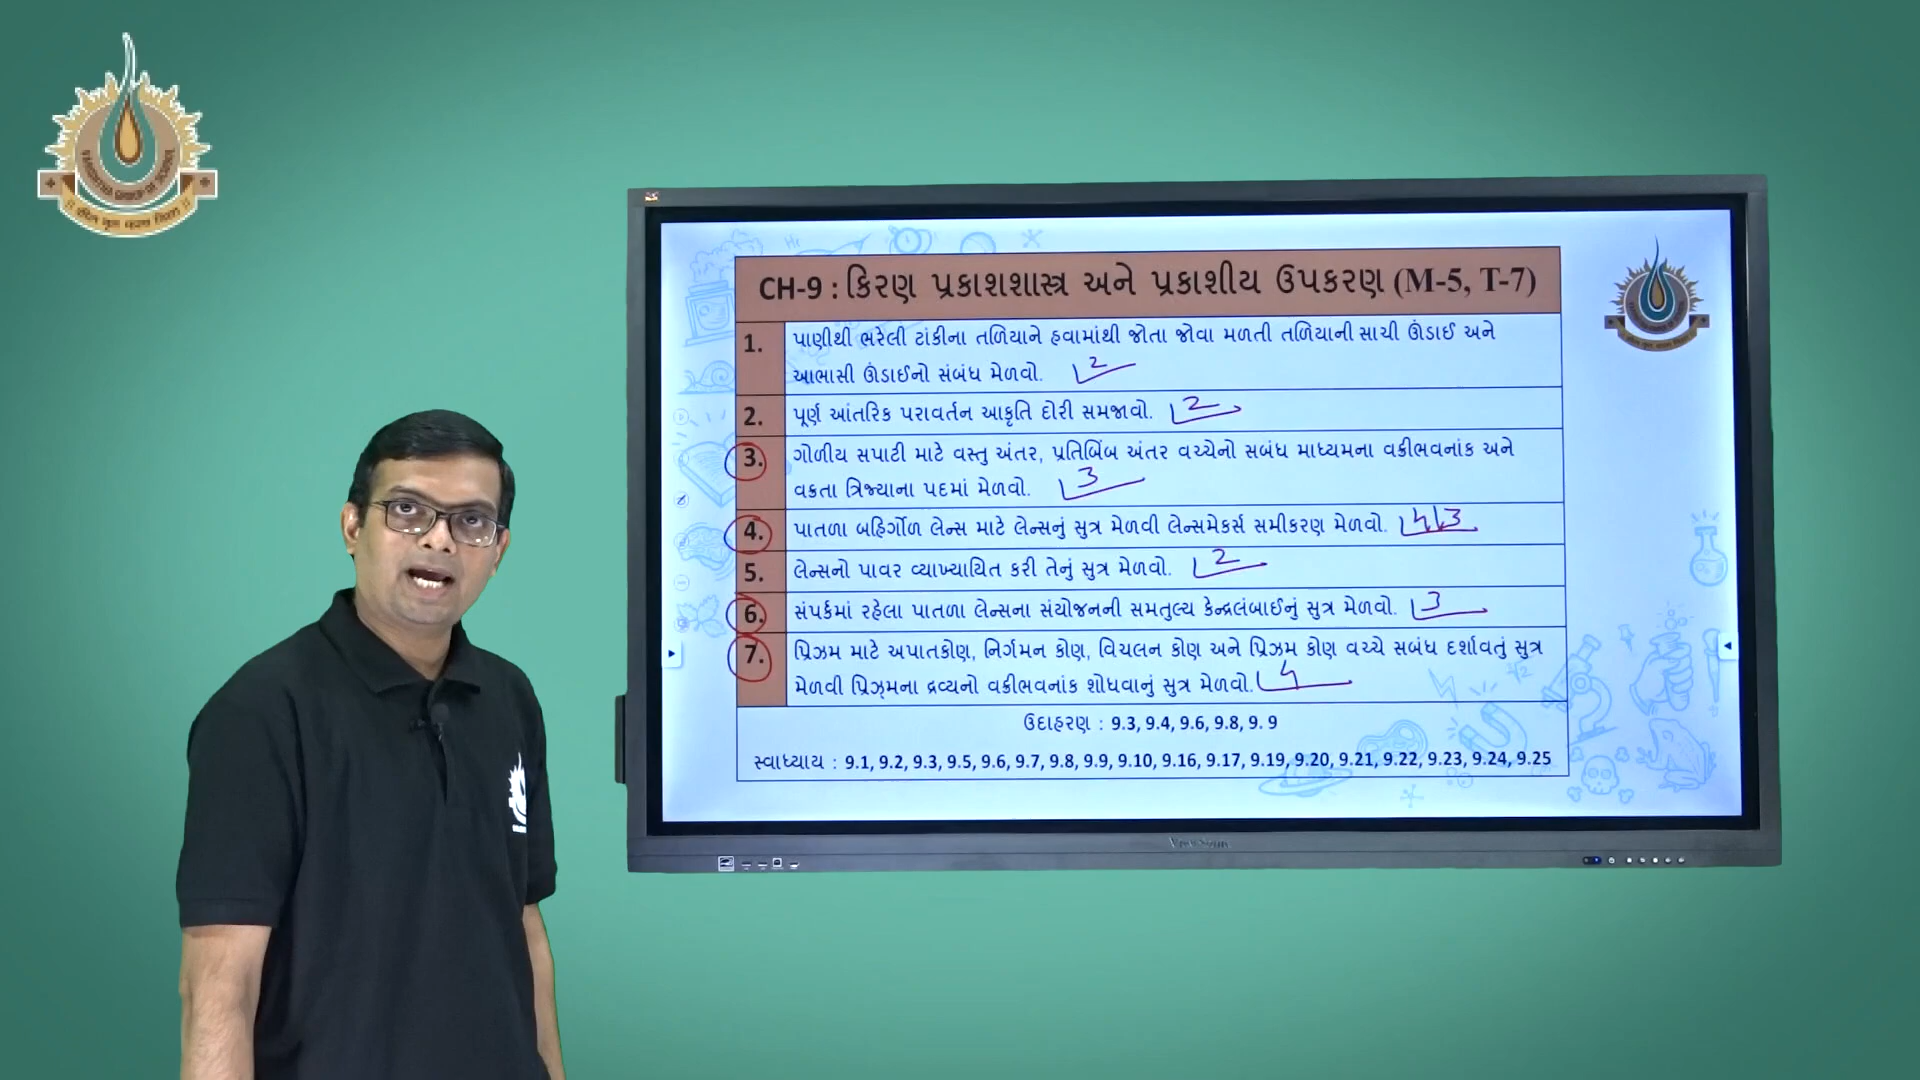 CH-9 : કિરણ પ્રકાશશાસ્ત્ર અને પ્રકાશીય ઉપકરણ (M-5, T-7)
1. પાણીથી ભરેલી ટાંકીના તળિયાને હવામાંથી જોતા જોવા મળતી તળિયાની સાચી ઊંડાઈ અને
આભાસી ઊંડાઈનો સંબંધ મેળવો. 2
2. પૂર્ણ આંતરિક પરાવર્તન આકૃતિ દોરી સમજાવો. 2
3. ગોળીય સપાટી માટે વસ્તુ અંતર, પ્રતિબિંબ અંતર વચ્ચેનો સબંધ માધ્યમના વક્રીભવનાંક અને
વક્રતા ત્રિજ્યાના પદમાં મેળવો. 3
4. પાતળા બહિર્ગોળ લેન્સ માટે લેન્સનું સુત્ર મેળવી લેન્સમેકર્સ સમીકરણ મેળવો. 4/3
5. લેન્સનો પાવર વ્યાખ્યાયિત કરી તેનું સુત્ર મેળવો. 2
6. સંપર્કમાં રહેલા પાતળા લેન્સના સંયોજનની સમતુલ્ય કેન્દ્રલંબાઈનું સુત્ર મેળવો. 3
7. પ્રિઝમ માટે અપાતકોણ, નિર્ગમન કોણ, વિચલન કોણ અને પ્રિઝમ કોણ વચ્ચે સબંધ દર્શાવતું સુત્ર
મેળવી પ્રિઝ્મના દ્રવ્યનો વક્રીભવનાંક શોધવાનું સુત્ર મેળવો. 4
ઉદાહરણ : 9.3, 9.4, 9.6, 9.8, 9. 9
સ્વાધ્યાય : 9.1, 9.2, 9.3, 9.5, 9.6, 9.7, 9.8, 9.9, 9.10, 9.16, 9.17, 9.19, 9.20, 9.21, 9.22, 9.23, 9.24, 9.25